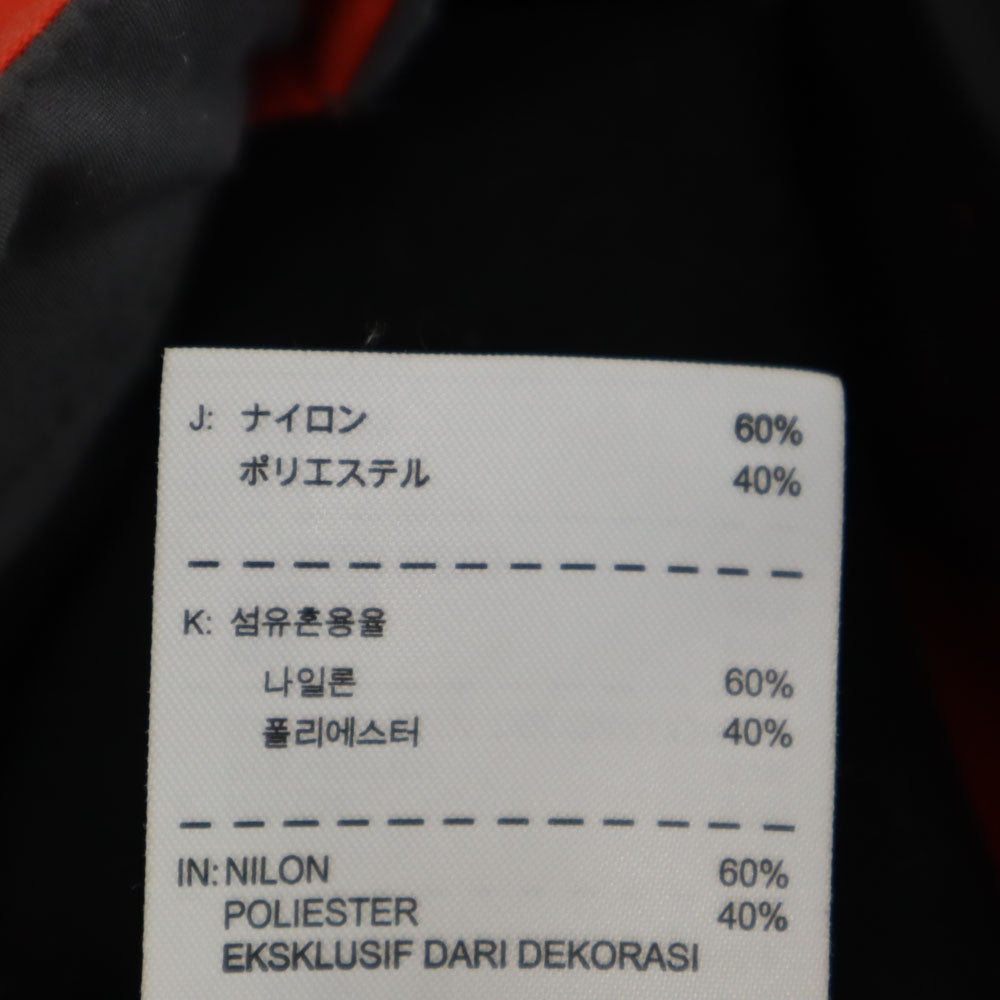 J: ナイロン 60%
ポリエステル 40%
K: 섬유혼용율
나일론 60%
폴리에스터 40%
IN: NILON 60%
POLIESTER 40%
EKSKLUSIF DARI DEKORASI